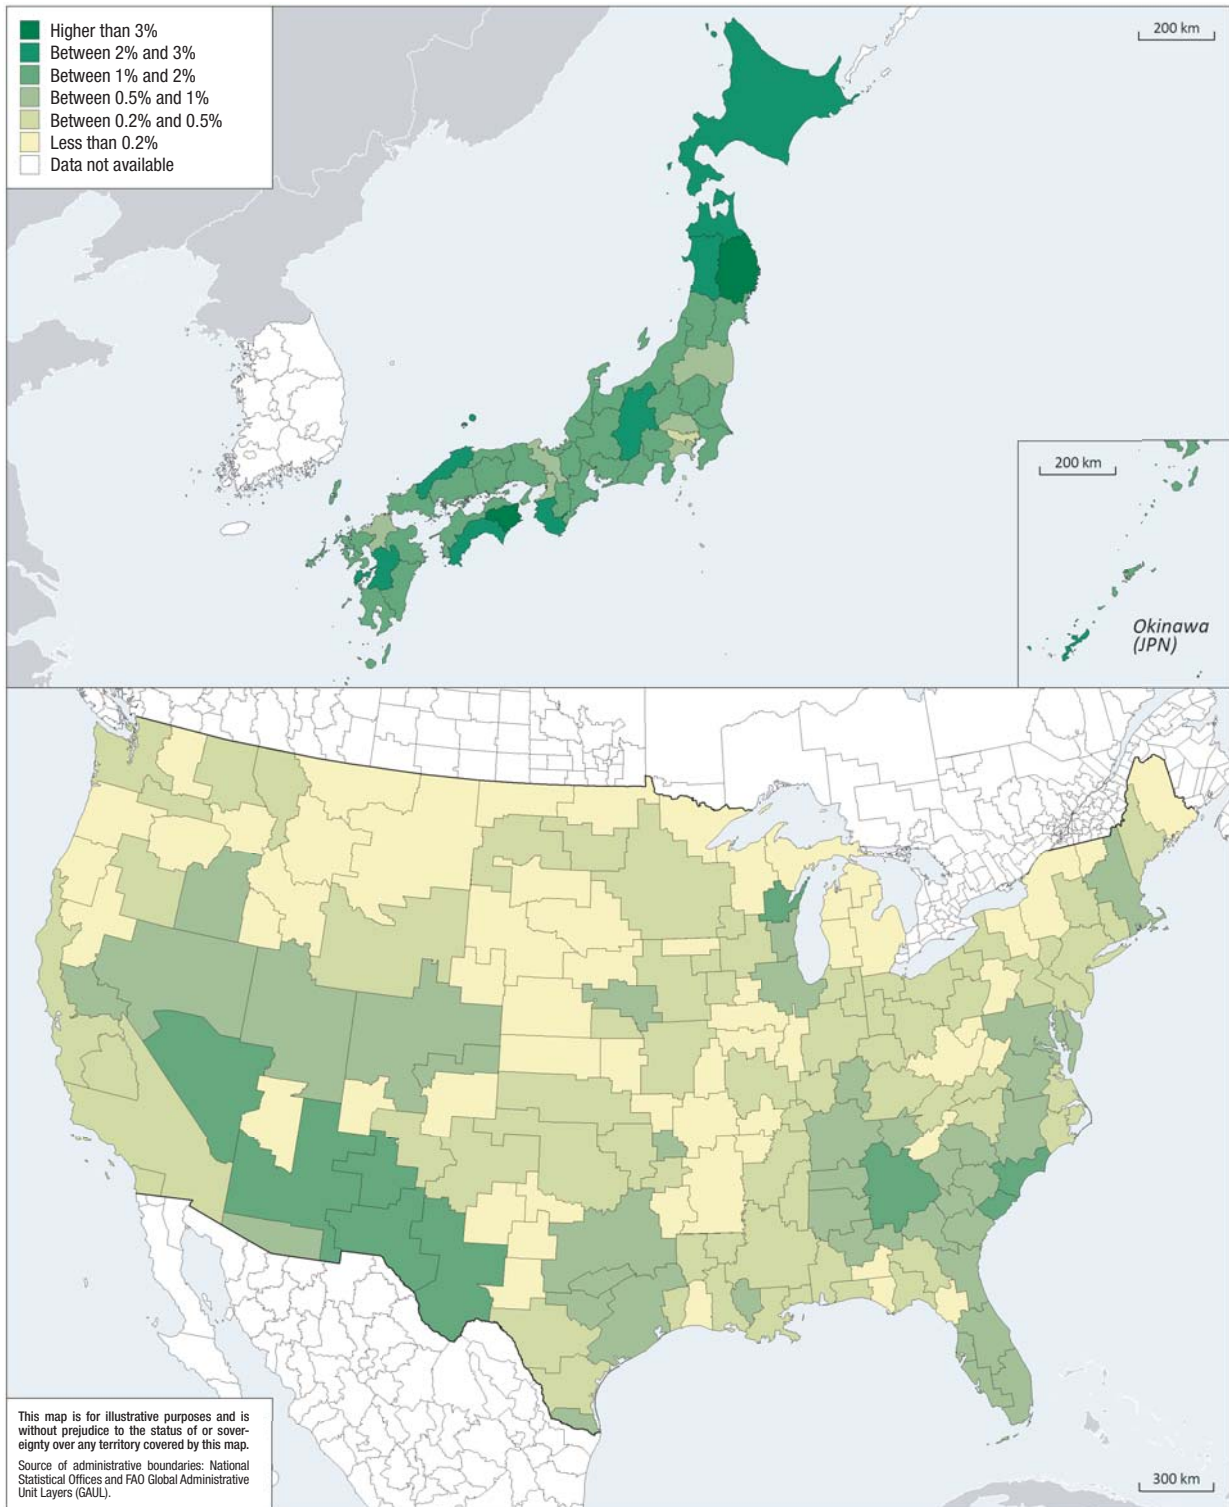 Higher than 3%
Between 2% and 3%
Between 1% and 2%
Between 0.5% and 1%
Between 0.2% and 0.5%
Less than 0.2%
Data not available
200 km
200 km
Okinawa
(JPN)
This map is for illustrative purposes and is
without prejudice to the status of or sover-
eignty over any territory covered by this map.
Source of administrative boundaries: National
Statistical Offices and FAO Global Administrative
Unit Layers (GAUL).
300 km